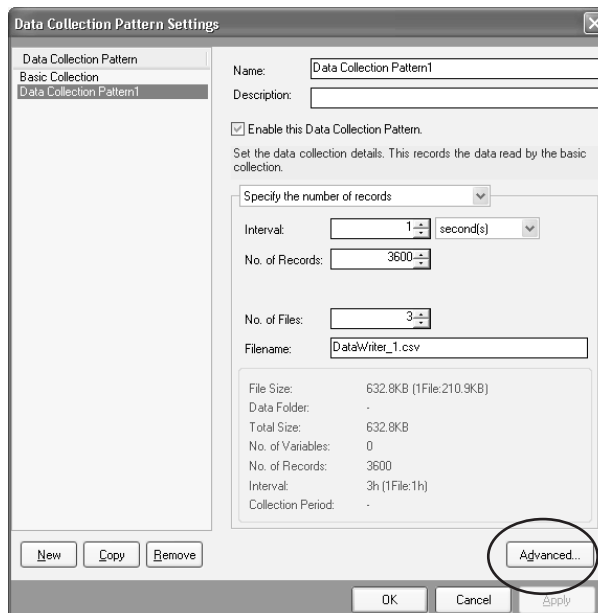 Data Collection Pattern Settings
Data Collection Pattern
Basic Collection
Data Collection Pattern1
Name: Data Collection Pattern1
Description:
Enable this Data Collection Pattern.
Set the data collection details. This records the data read by the basic
collection.
Specify the number of records
Interval: 1 second(s)
No. of Records: 3600
No. of Files: 3
Filename: DataWriter_1.csv
File Size: 632.8KB (1File:210.9KB)
Data Folder: -
Total Size: 632.8KB
No. of Variables: 0
No. of Records: 3600
Interval: 3h (1File:1h)
Collection Period: -
New Copy Remove Advanced...
OK Cancel Apply